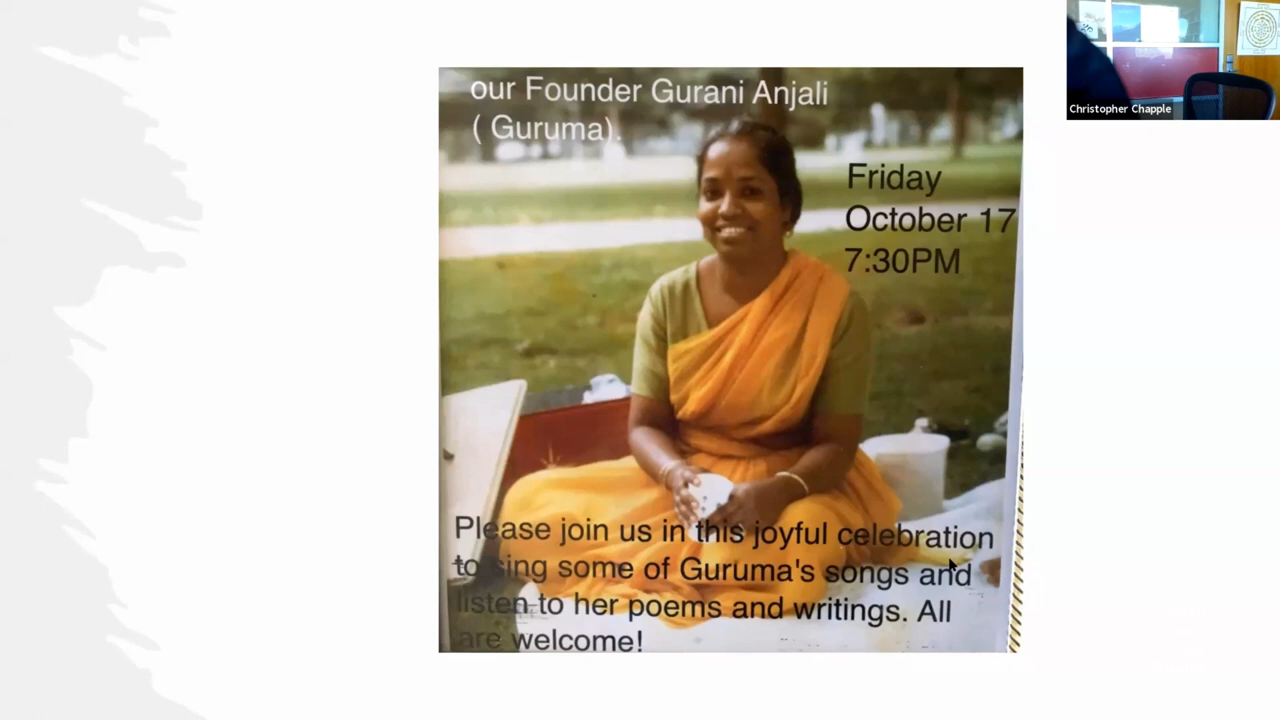 our Founder Gurani Anjali
( Guruma).
Friday
October 17
7:30PM
Please join us in this joyful celebration
to sing some of Guruma's songs and
listen to her poems and writings. All
are welcome!
Christopher Chapple